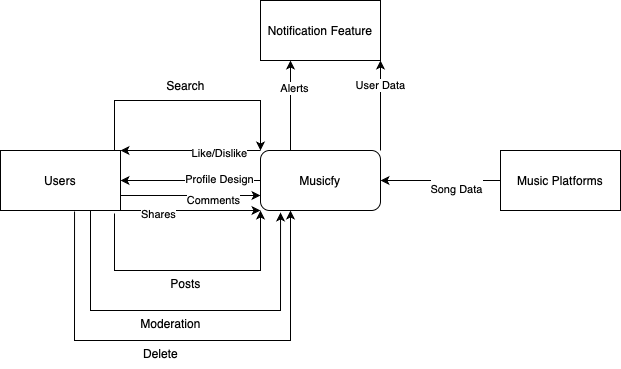 Notification Feature
Search
Alerts
User Data
Like/Dislike
Users
Profile Design
Musicfy
Music Platforms
Song Data
Comments
Shares
Posts
Moderation
Delete